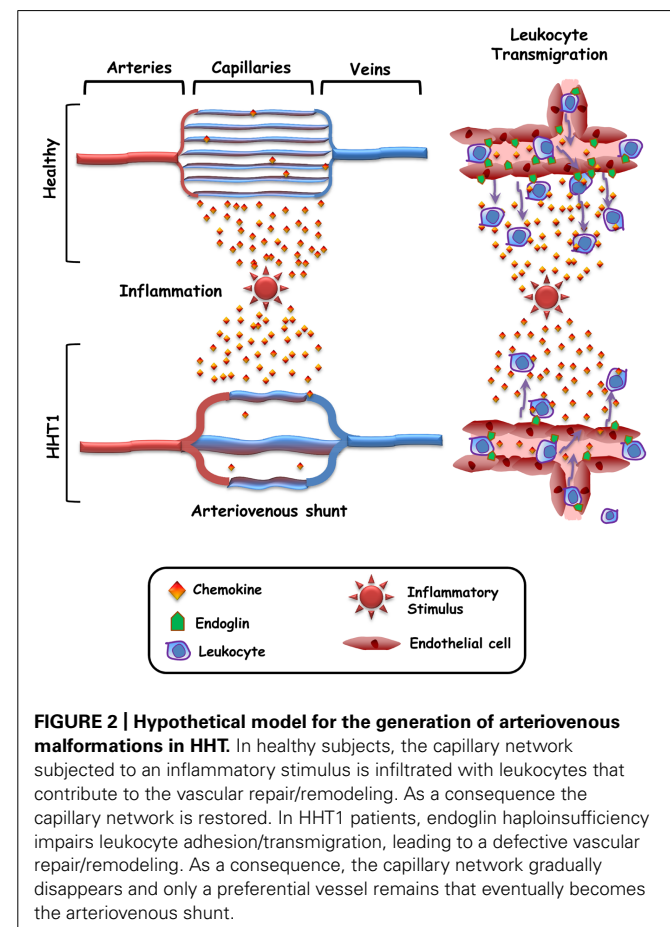 Leukocyte
Transmigration
Arteries
Capillaries
Veins
Healthy
Inflammation
HHT1
Arteriovenous shunt
Chemokine
Endoglin
Leukocyte
Inflammatory
Stimulus
Endothelial cell
FIGURE 2 | Hypothetical model for the generation of arteriovenous
malformations in HHT. In healthy subjects, the capillary network
subjected to an inflammatory stimulus is infiltrated with leukocytes that
contribute to the vascular repair/remodeling. As a consequence the
capillary network is restored. In HHT1 patients, endoglin haploinsufficiency
impairs leukocyte adhesion/transmigration, leading to a defective vascular
repair/remodeling. As a consequence, the capillary network gradually
disappears and only a preferential vessel remains that eventually becomes
the arteriovenous shunt.